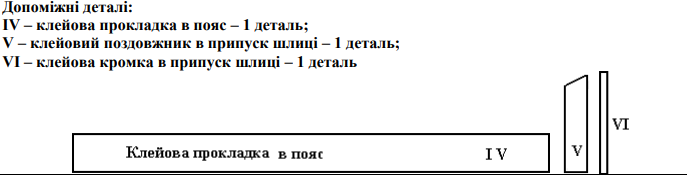 Допоміжні деталі:
IV – клейова прокладка в пояс – 1 деталь;
V – клейовий поздовжник в припуск шлиці – 1 деталь;
VI – клейова кромка в припуск шлиці – 1 деталь
VI
Клейова прокладка в пояс I V V